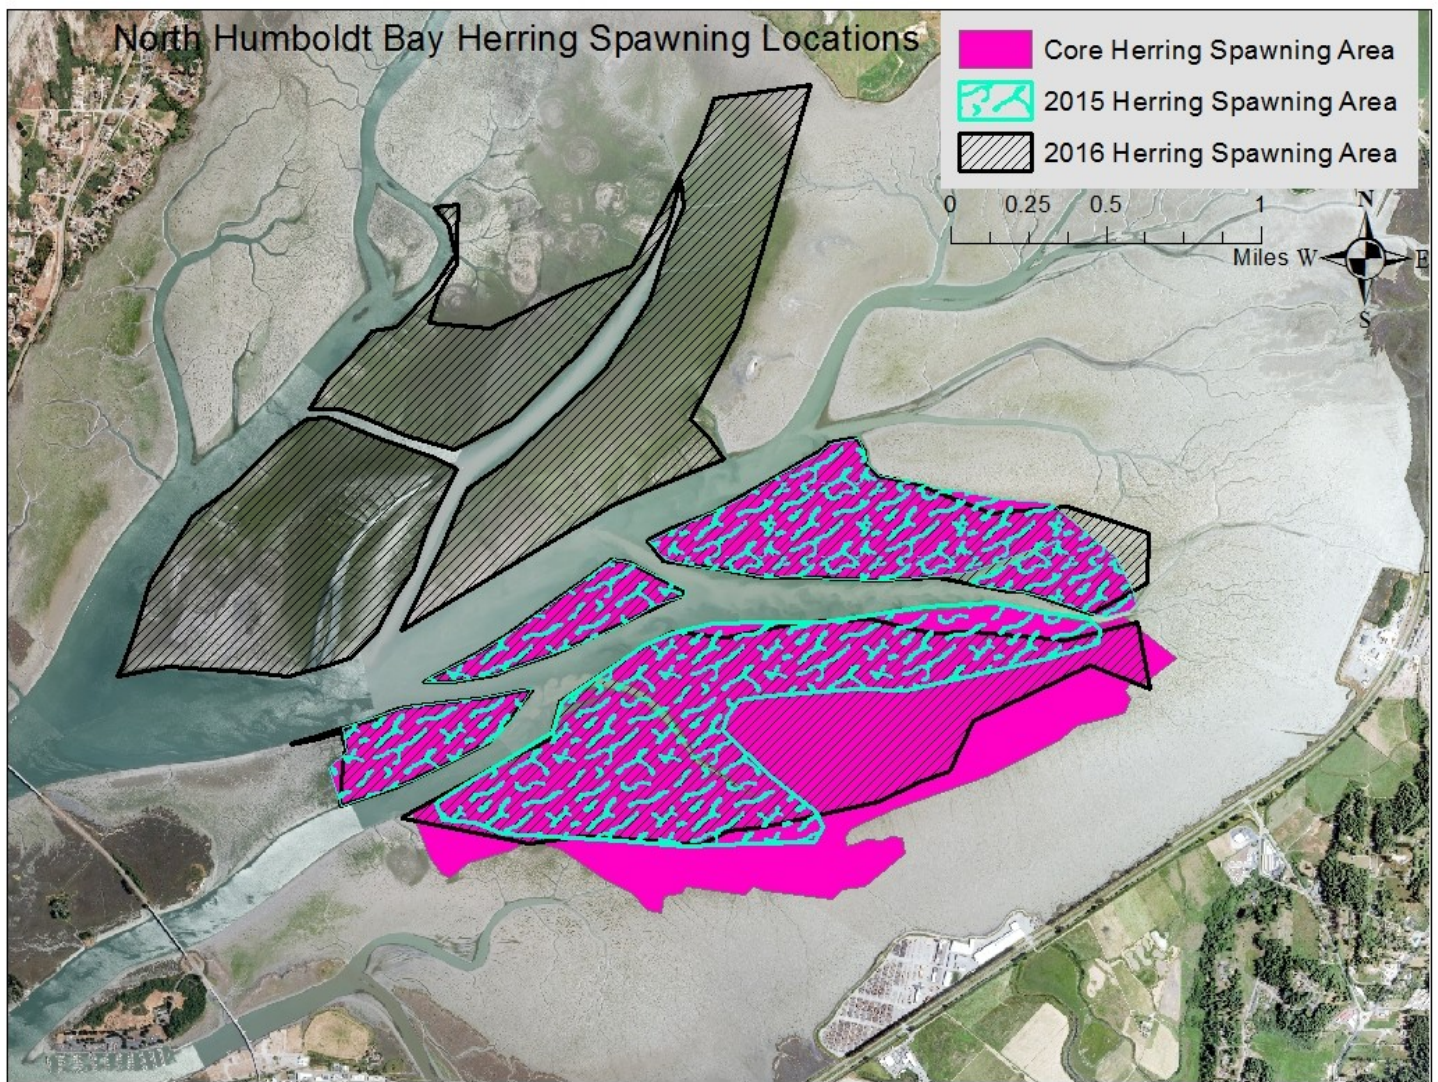 North Humboldt Bay Herring Spawning Locations
Core Herring Spawning Area
2015 Herring Spawning Area
2016 Herring Spawning Area
0 0.25 0.5 1
Miles
N
W E
S